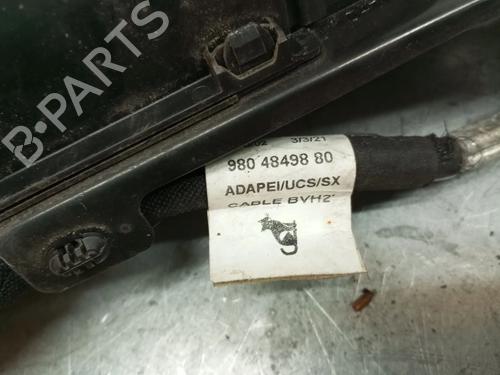 3/3/21
980 48498 80
ADAPEI/UCS/SX
CABLE BVH2
B-PARTS